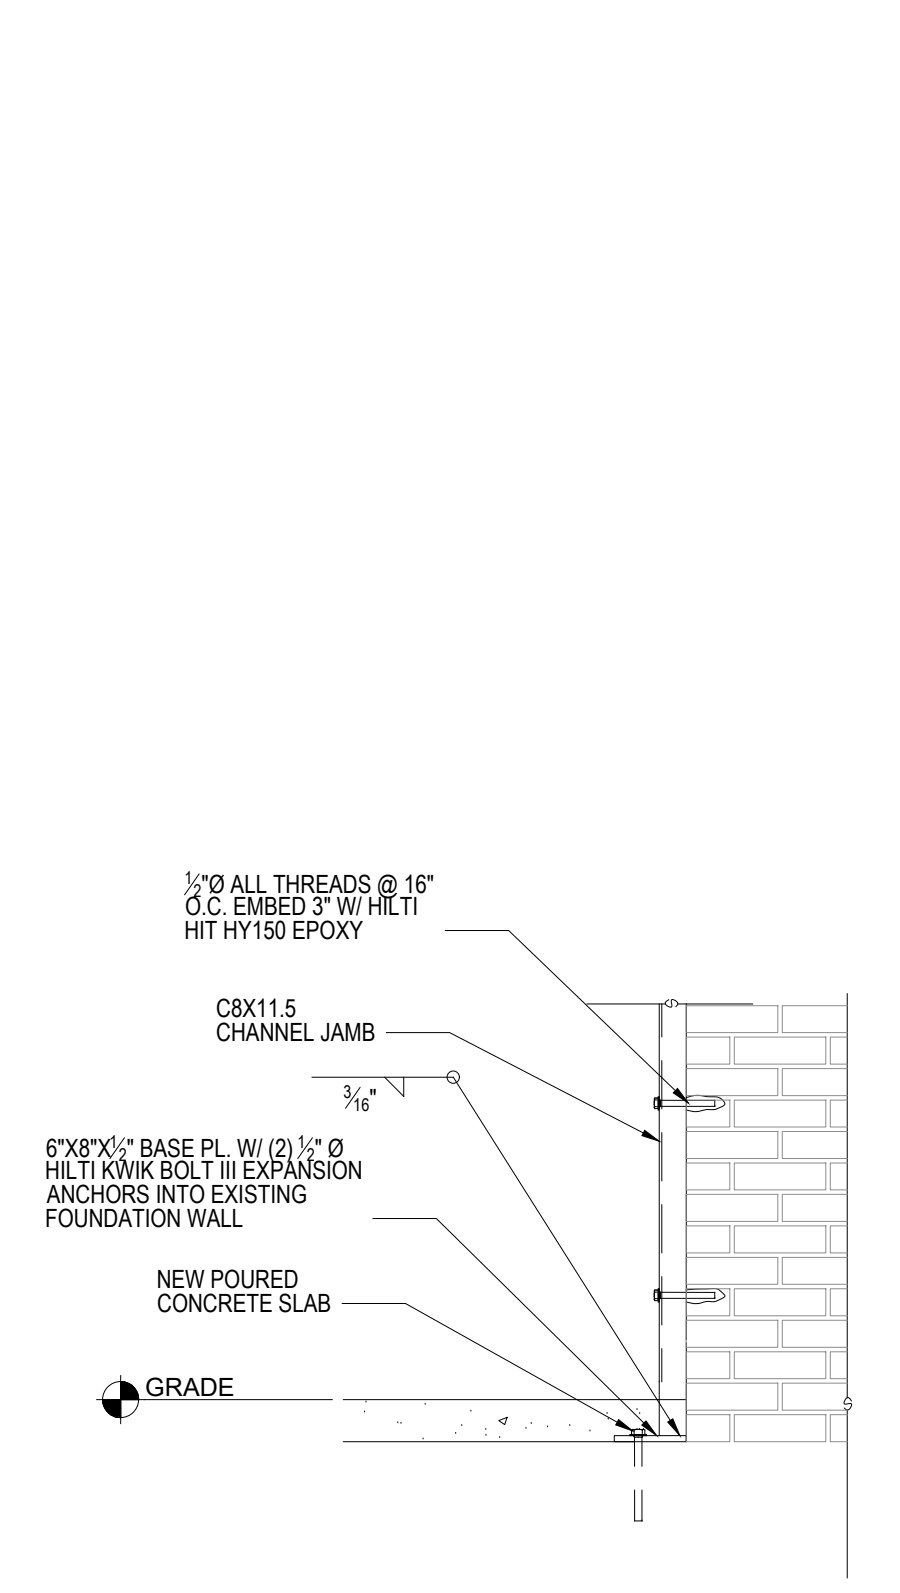 ½"Ø ALL THREADS @ 16"
O.C. EMBED 3" W/ HILTI
HIT HY150 EPOXY
C8X11.5
CHANNEL JAMB
3/16"
6"X8"X½" BASE PL. W/ (2) ½" Ø
HILTI KWIK BOLT III EXPANSION
ANCHORS INTO EXISTING
FOUNDATION WALL
NEW POURED
CONCRETE SLAB
GRADE